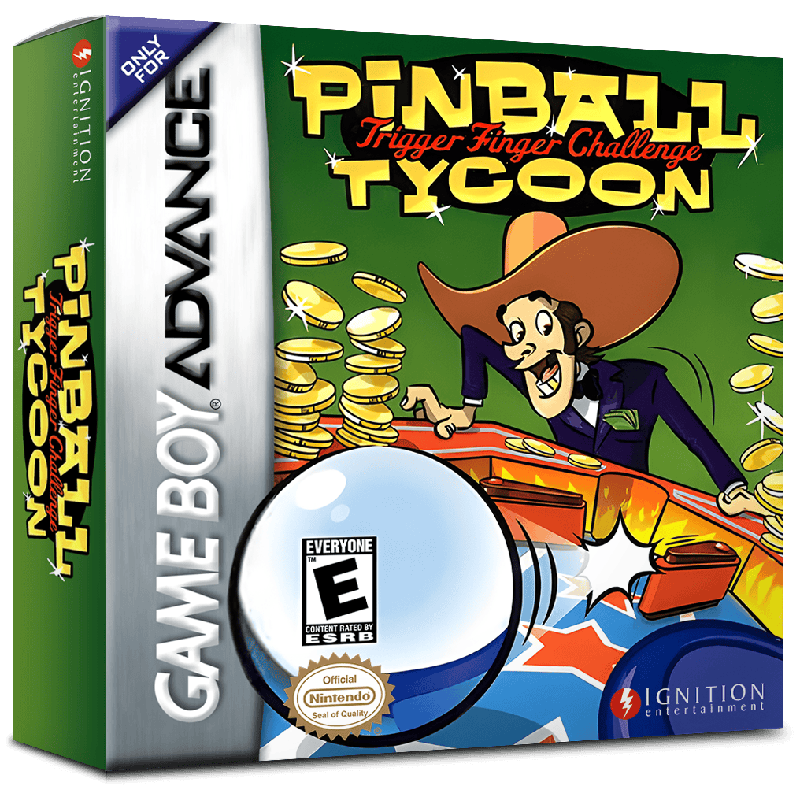 ONLY
FOR
IGNITION
entertainment
PiNBALL
Trigger Finger Challenge
TYCOON
GAME BOY ADVANCE
®
PiNBALL
Trigger Finger Challenge
TYCOON
EVERYONE
™
E
CONTENT RATED BY
ESRB
Official
Nintendo
Seal of Quality
IGNITION
entertainment